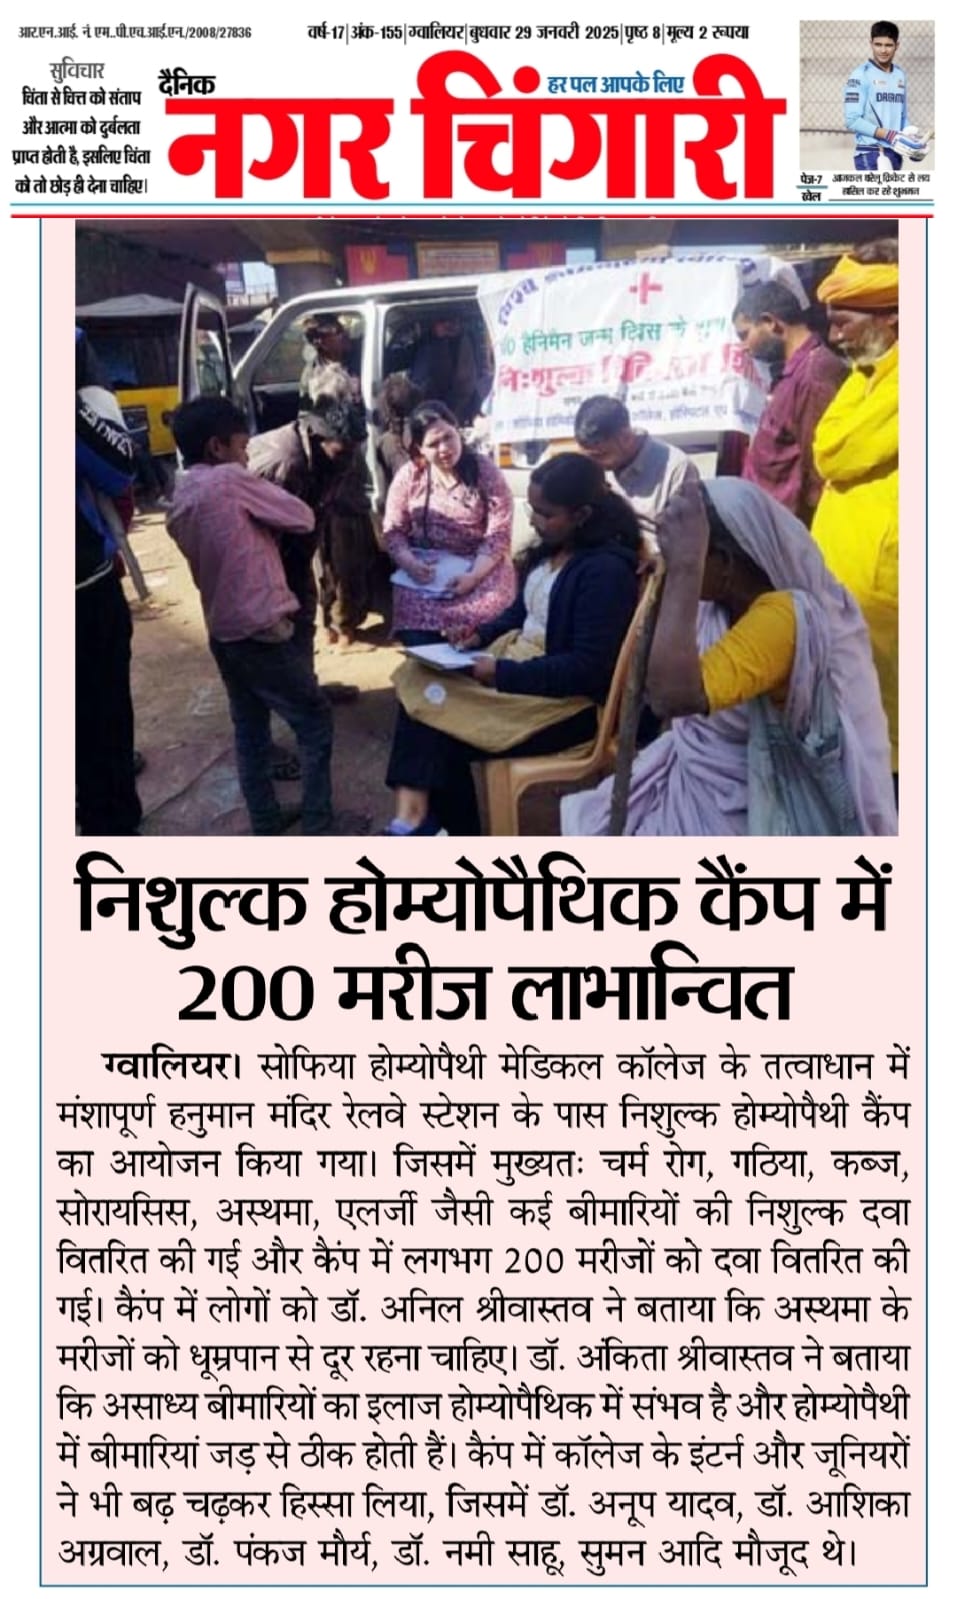 आर.एन.आई. नं. एम..पी.एच.आई.एन./2008/27836
वर्ष-17|अंक-155|ग्वालियर|बुधवार 29 जनवरी 2025|पृष्ठ 8|मूल्य 2 रूपया
सुविचार
चिंता से चित्त को संताप
और आत्मा को दुर्बलता
प्राप्त होती है, इसलिए चिंता
को तो छोड़ ही देना चाहिए।
दैनिक
हर पल आपके लिए
नगर चिंगारी
DREAM
पेज-7
खेल
आजकल घरेलू क्रिकेट से लय
हासिल कर रहे शुभमन
विश्व
हैनिमैन जन्म दिवस के
निःशुल्क
निशुल्क होम्योपैथिक कैंप में
200 मरीज लाभान्वित
ग्वालियर। सोफिया होम्योपैथी मेडिकल कॉलेज के तत्वाधान में
मंशापूर्ण हनुमान मंदिर रेलवे स्टेशन के पास निशुल्क होम्योपैथी कैंप
का आयोजन किया गया। जिसमें मुख्यतः चर्म रोग, गठिया, कब्ज,
सोरायसिस, अस्थमा, एलर्जी जैसी कई बीमारियों की निशुल्क दवा
वितरित की गई और कैंप में लगभग 200 मरीजों को दवा वितरित की
गई। कैंप में लोगों को डॉ. अनिल श्रीवास्तव ने बताया कि अस्थमा के
मरीजों को धूम्रपान से दूर रहना चाहिए। डॉ. अंकिता श्रीवास्तव ने बताया
कि असाध्य बीमारियों का इलाज होम्योपैथिक में संभव है और होम्योपैथी
में बीमारियां जड़ से ठीक होती हैं। कैंप में कॉलेज के इंटर्न और जूनियरों
ने भी बढ़ चढ़कर हिस्सा लिया, जिसमें डॉ. अनूप यादव, डॉ. आशिका
अग्रवाल, डॉ. पंकज मौर्य, डॉ. नमी साहू, सुमन आदि मौजूद थे।